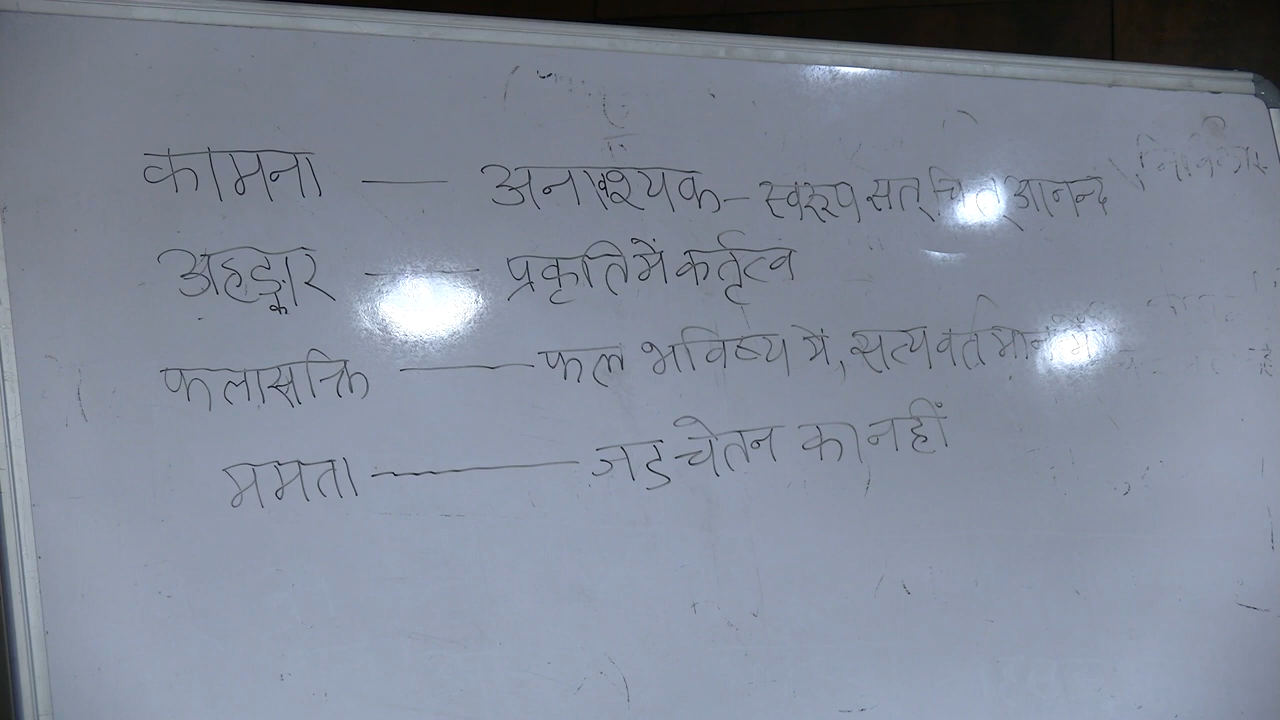 कामना — अनावश्यक - स्वरूप सत् चित् आनन्द
अहङ्कार — प्रकृति में कर्तृत्व
फलासक्ति — फल भविष्य में, सत्य वर्तमान में
ममता — जड चेतन का नहीं